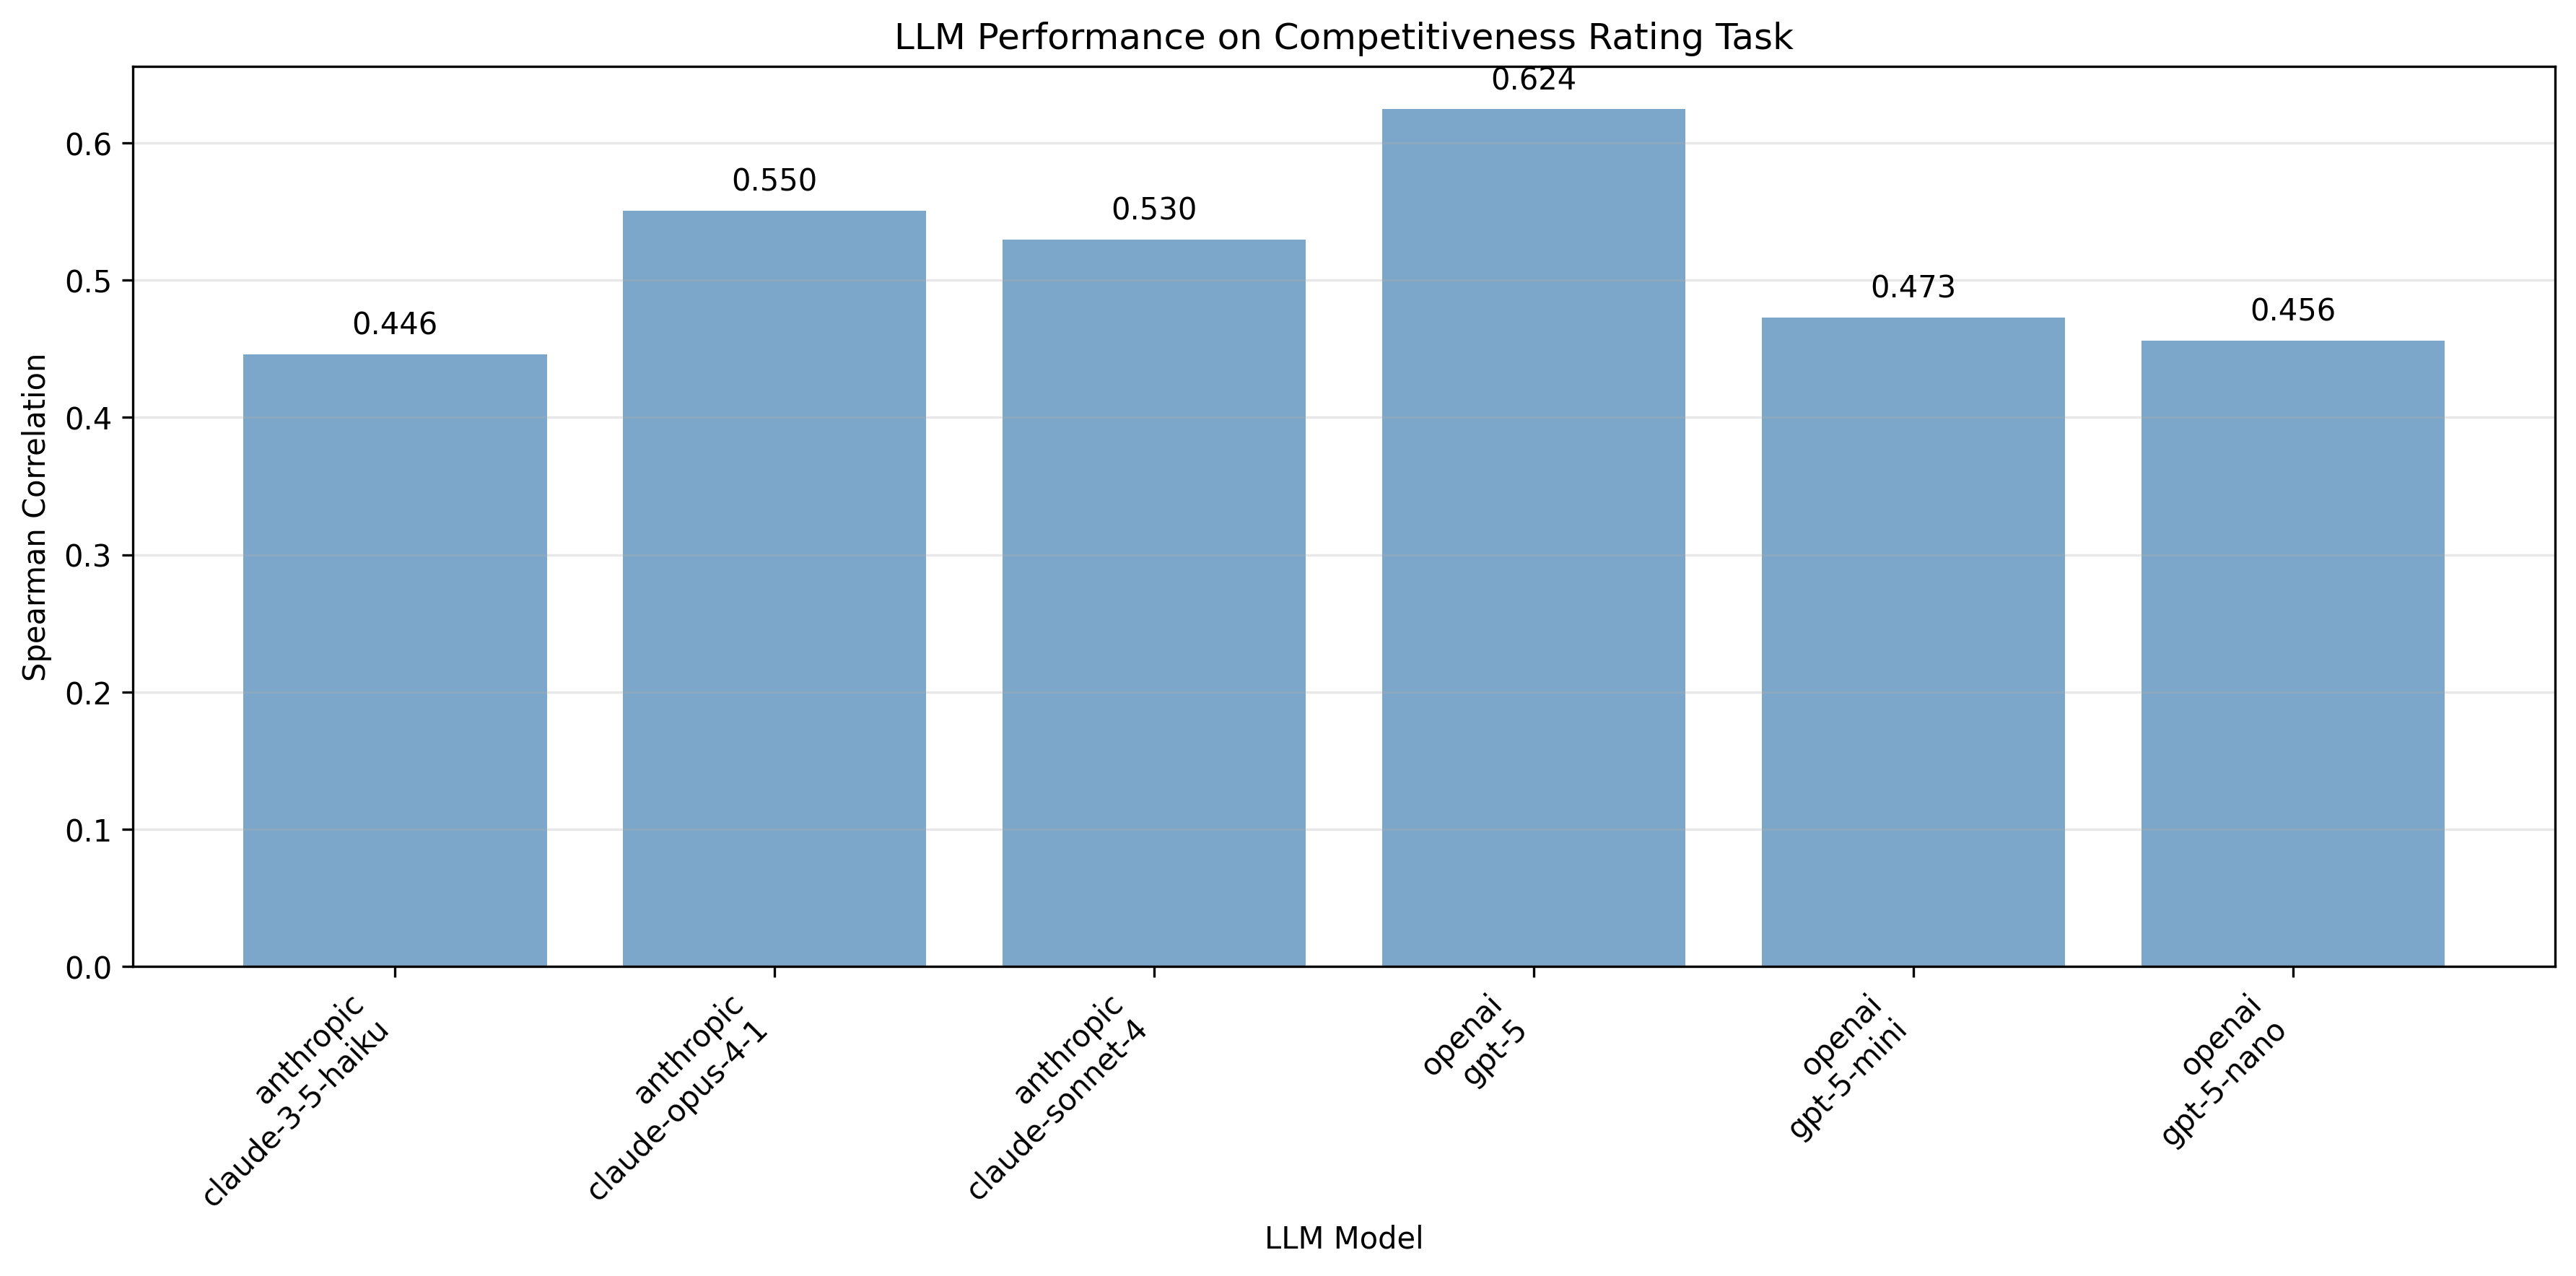 LLM Performance on Competitiveness Rating Task
Spearman Correlation
0.6
0.5
0.4
0.3
0.2
0.1
0.0
0.446
0.550
0.530
0.624
0.473
0.456
anthropic
claude-3-5-haiku
anthropic
claude-opus-4-1
anthropic
claude-sonnet-4
openai
gpt-5
openai
gpt-5-mini
openai
gpt-5-nano
LLM Model